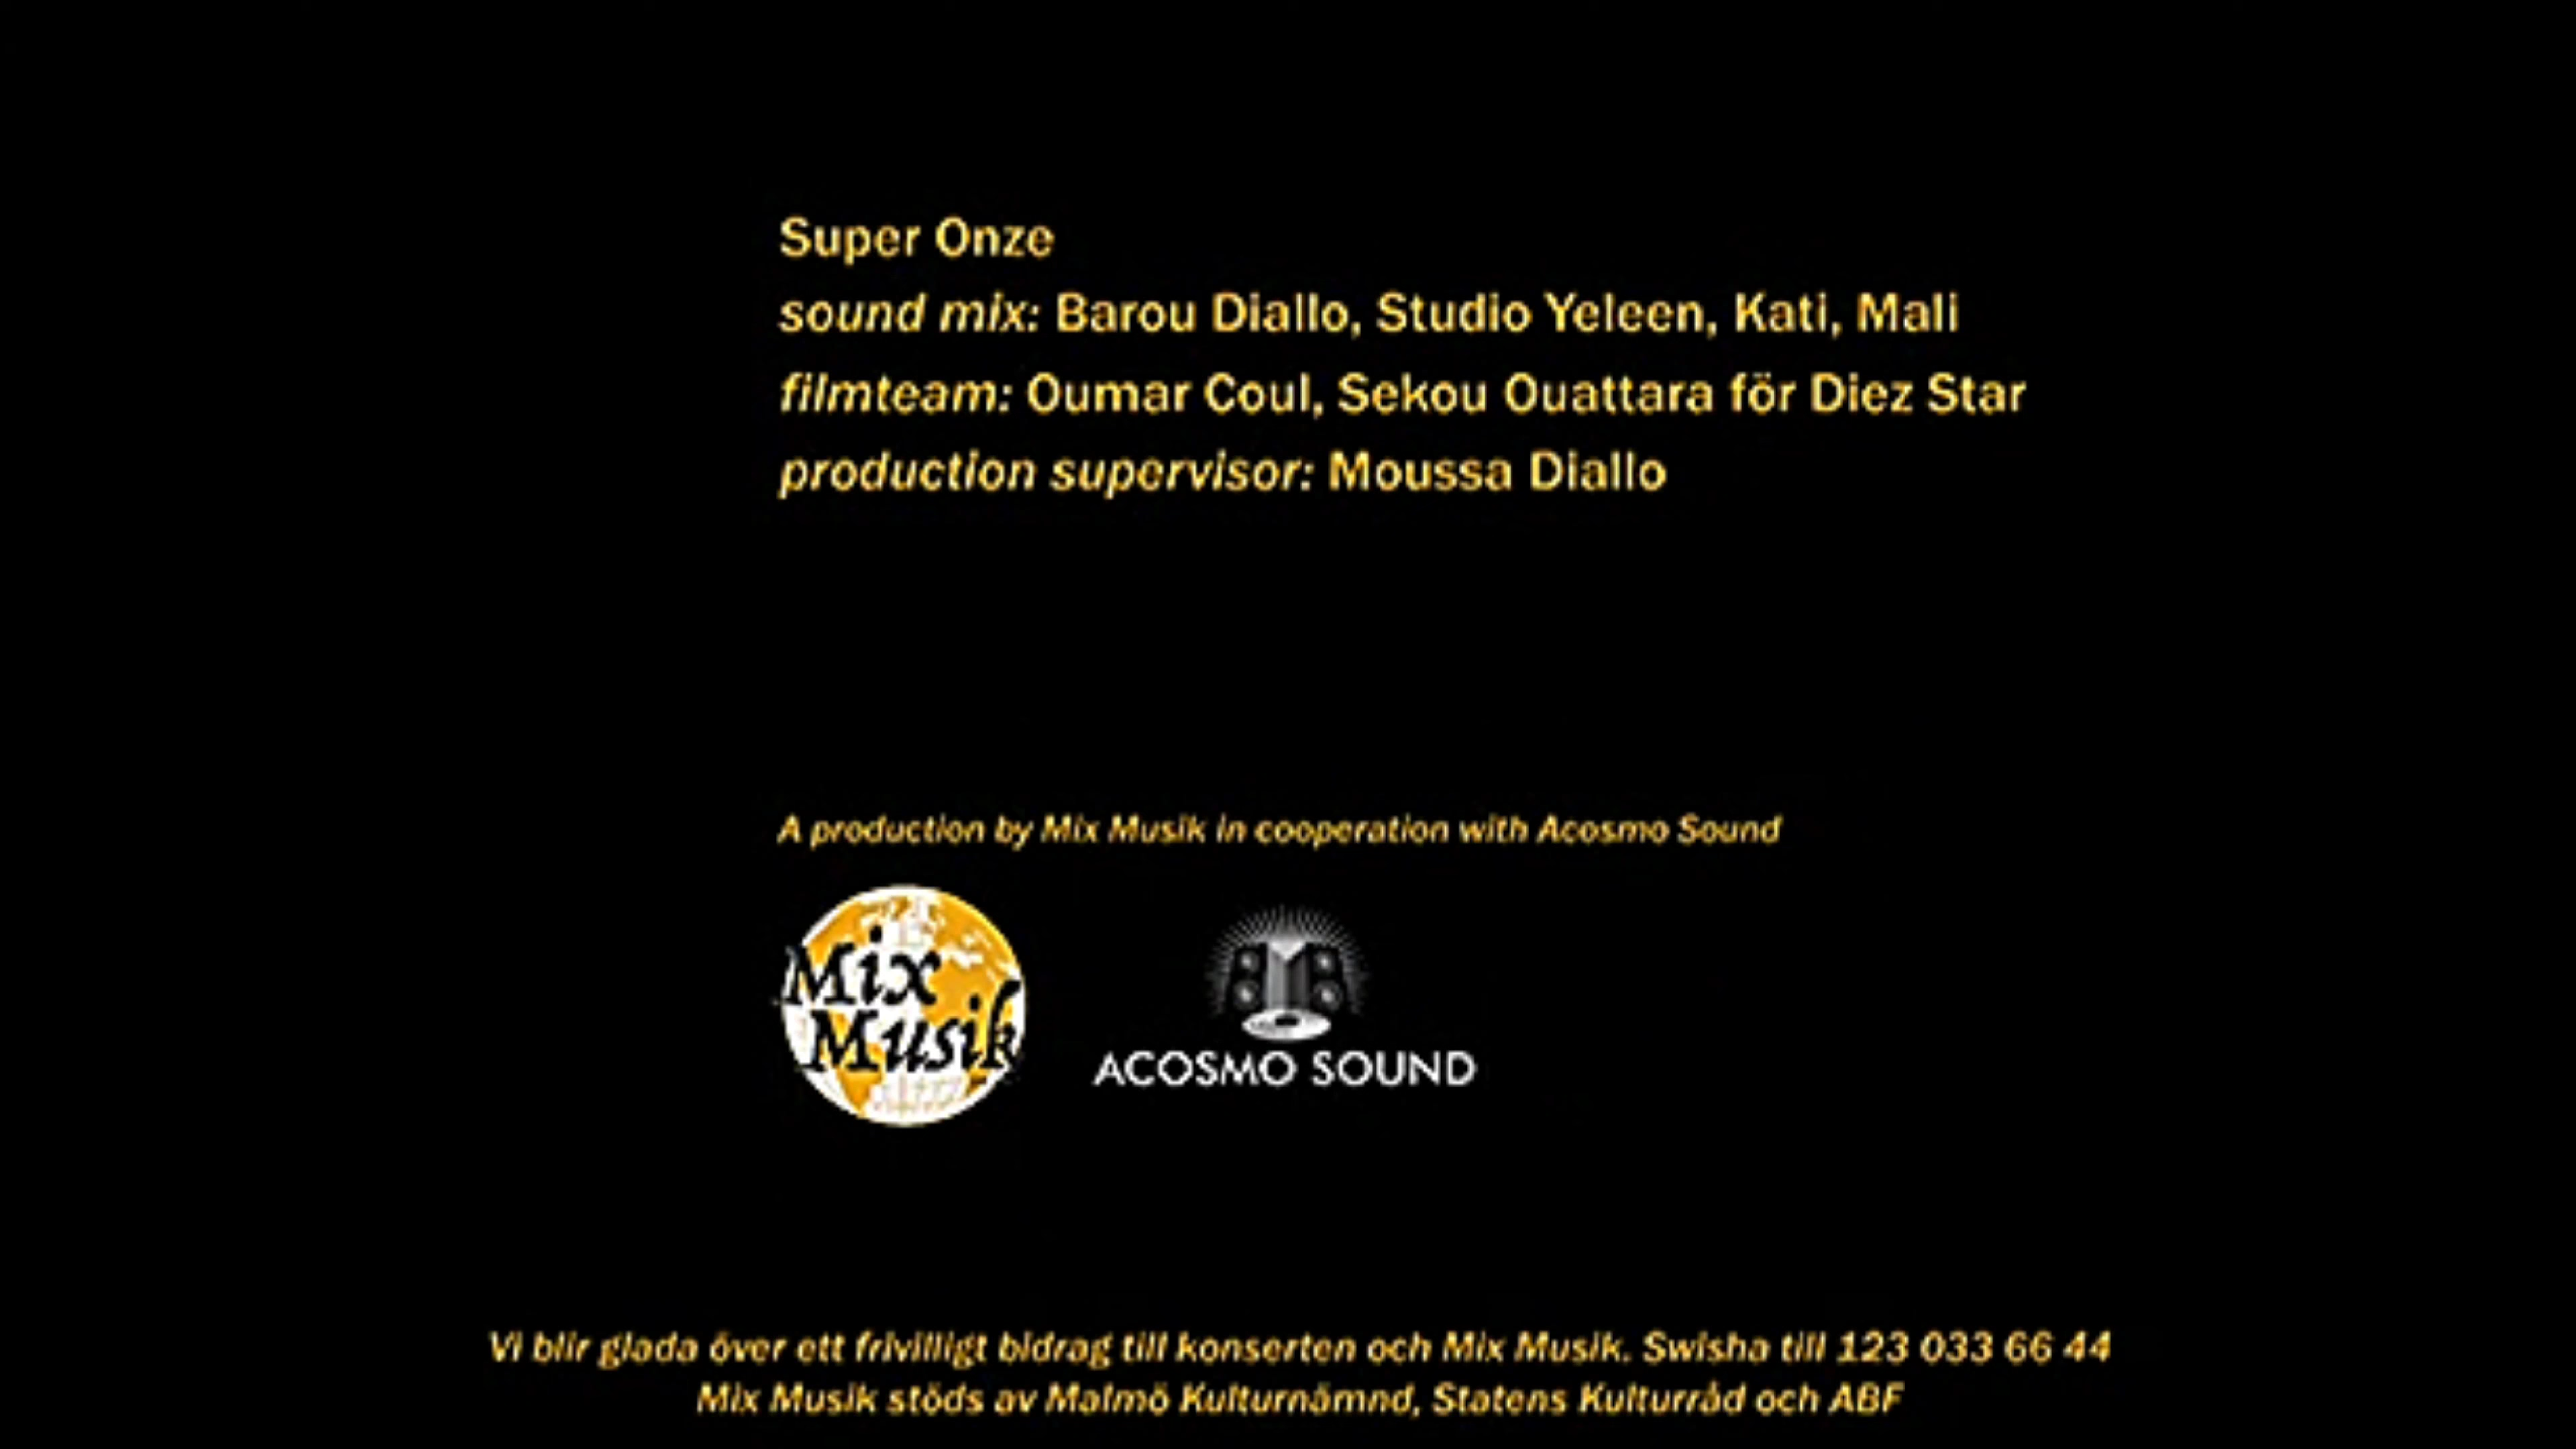 Super Onze
sound mix: Barou Diallo, Studio Yeleen, Kati, Mali
filmteam: Oumar Coul, Sekou Ouattara för Diez Star
production supervisor: Moussa Diallo
A production by Mix Musik in cooperation with Acosmo Sound
Mix
Musik
ACOSMO SOUND
Vi blir glada över ett frivilligt bidrag till konserten och Mix Musik. Swisha till 123 033 66 44
Mix Musik stöds av Malmö Kulturnämnd, Statens Kulturråd och ABF